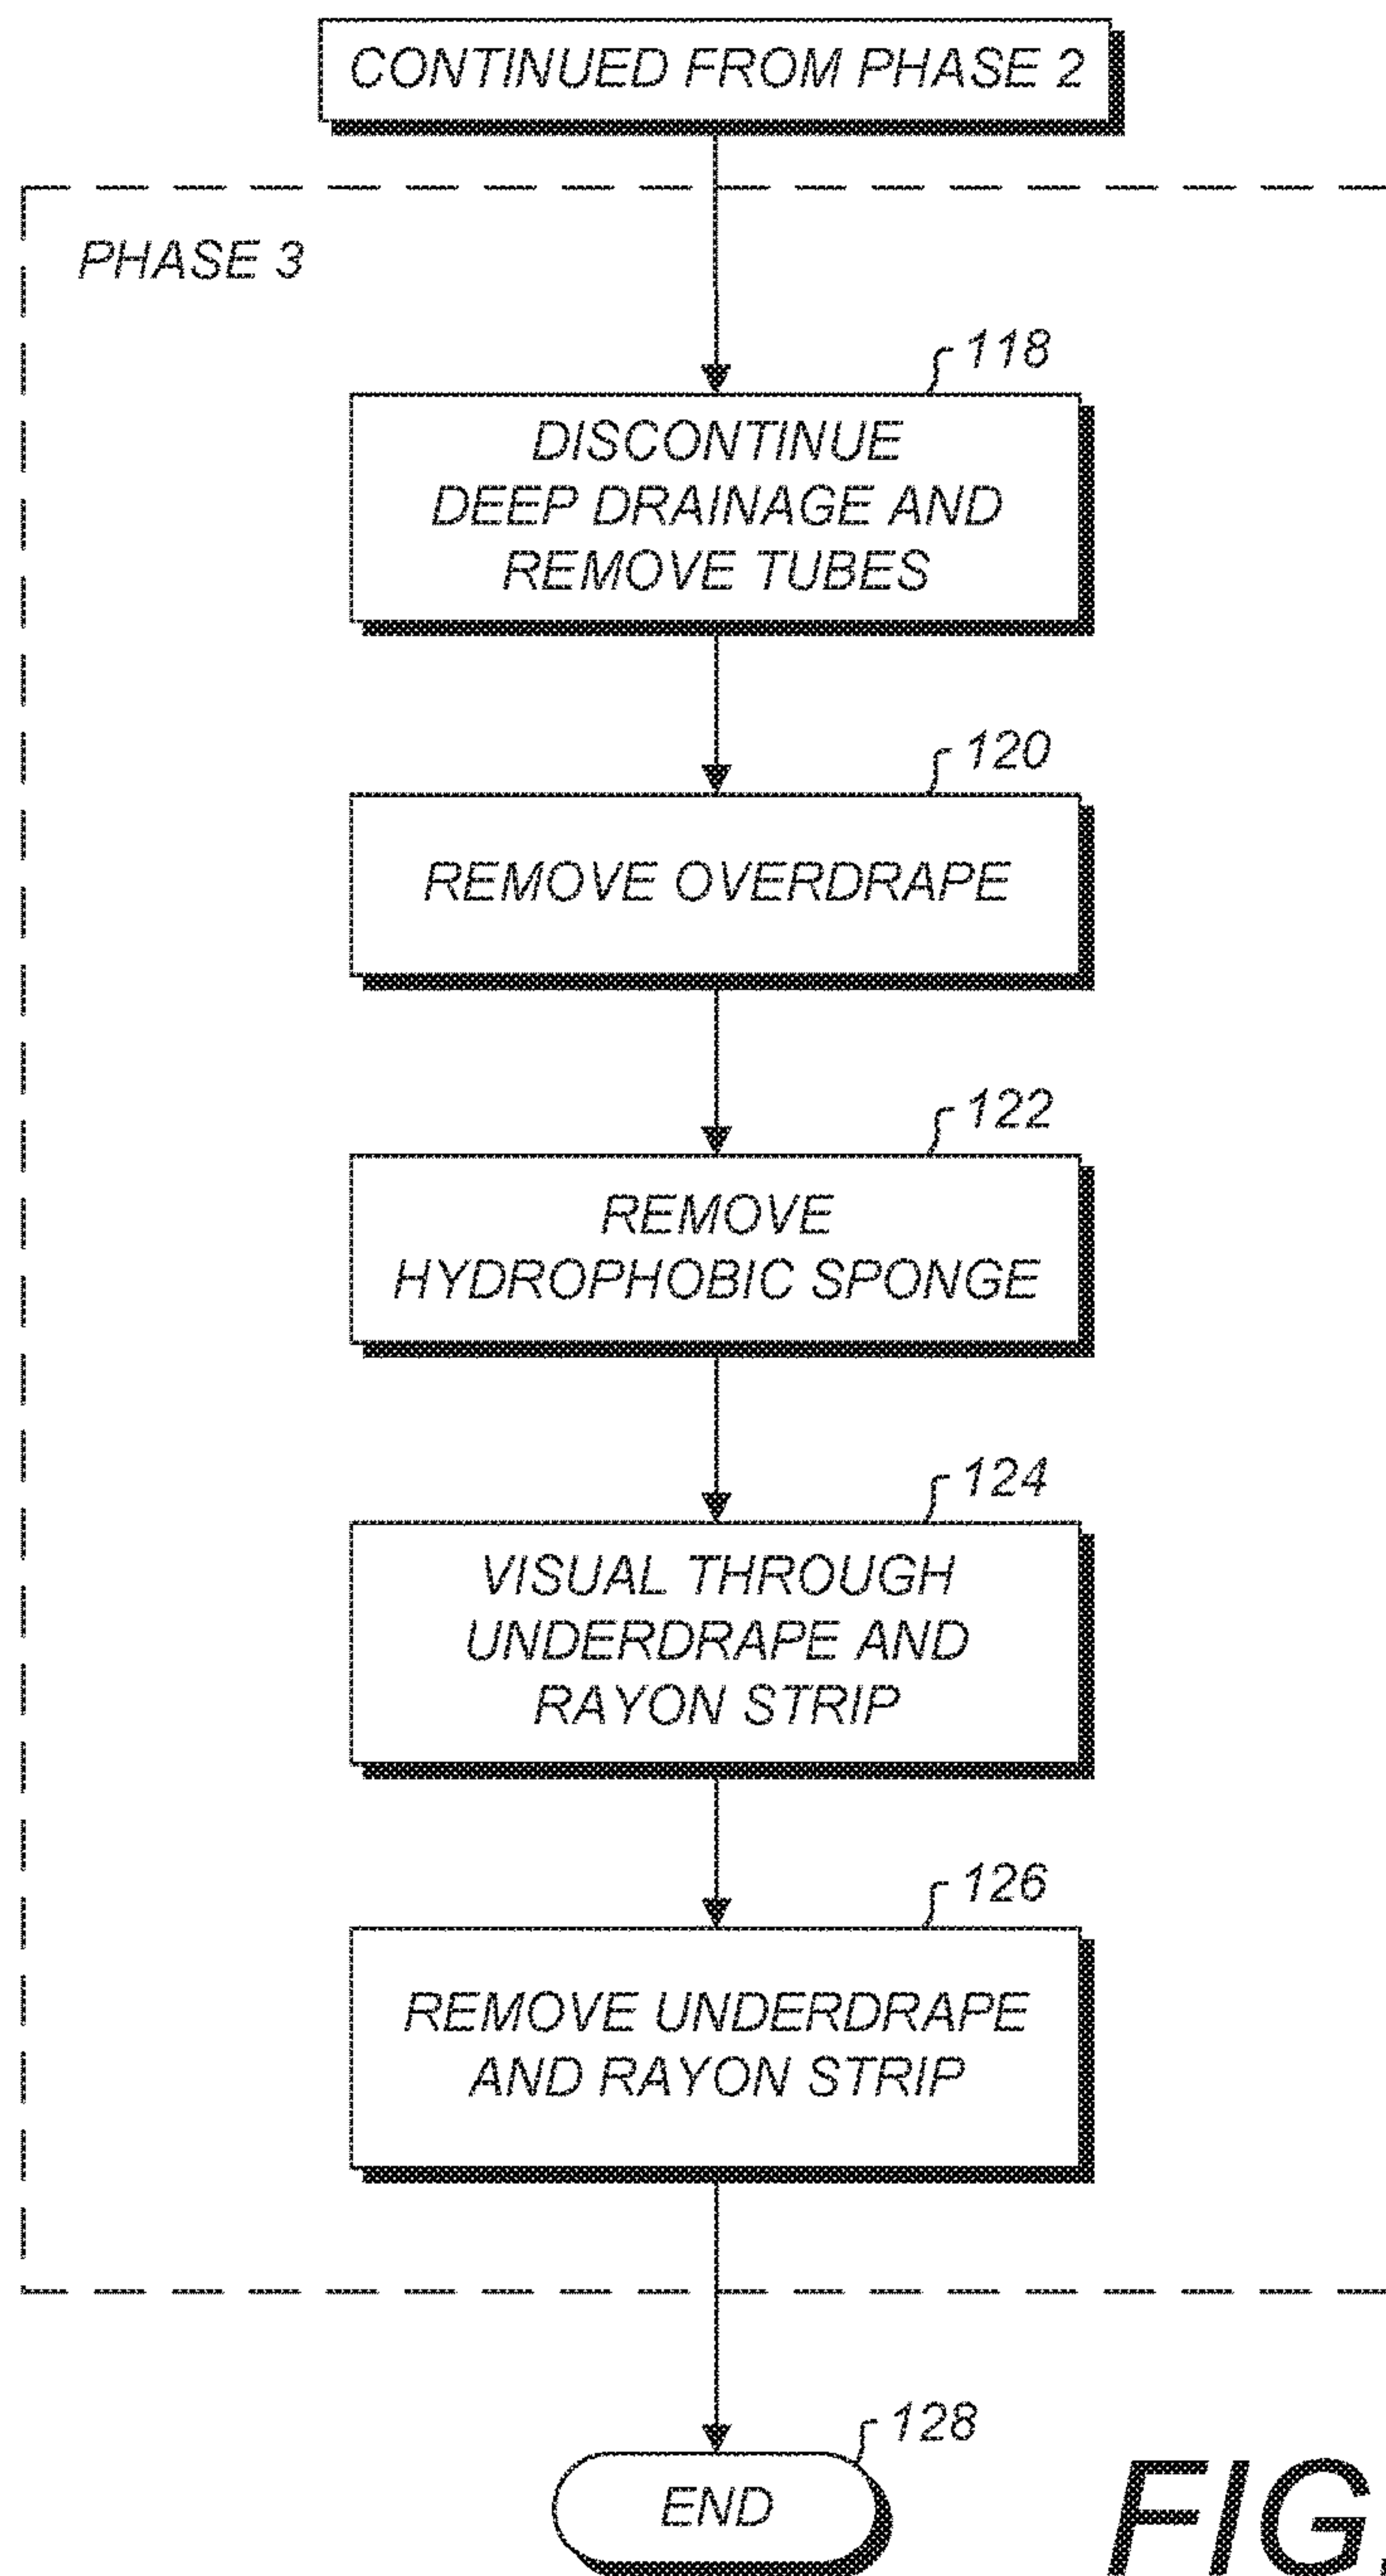 CONTINUED FROM PHASE 2
PHASE 3
118
DISCONTINUE
DEEP DRAINAGE AND
REMOVE TUBES
120
REMOVE OVERDRAPE
122
REMOVE
HYDROPHOBIC SPONGE
124
VISUAL THROUGH
UNDERDRAPE AND
RAYON STRIP
126
REMOVE UNDERDRAPE
AND RAYON STRIP
128
END
FIG.